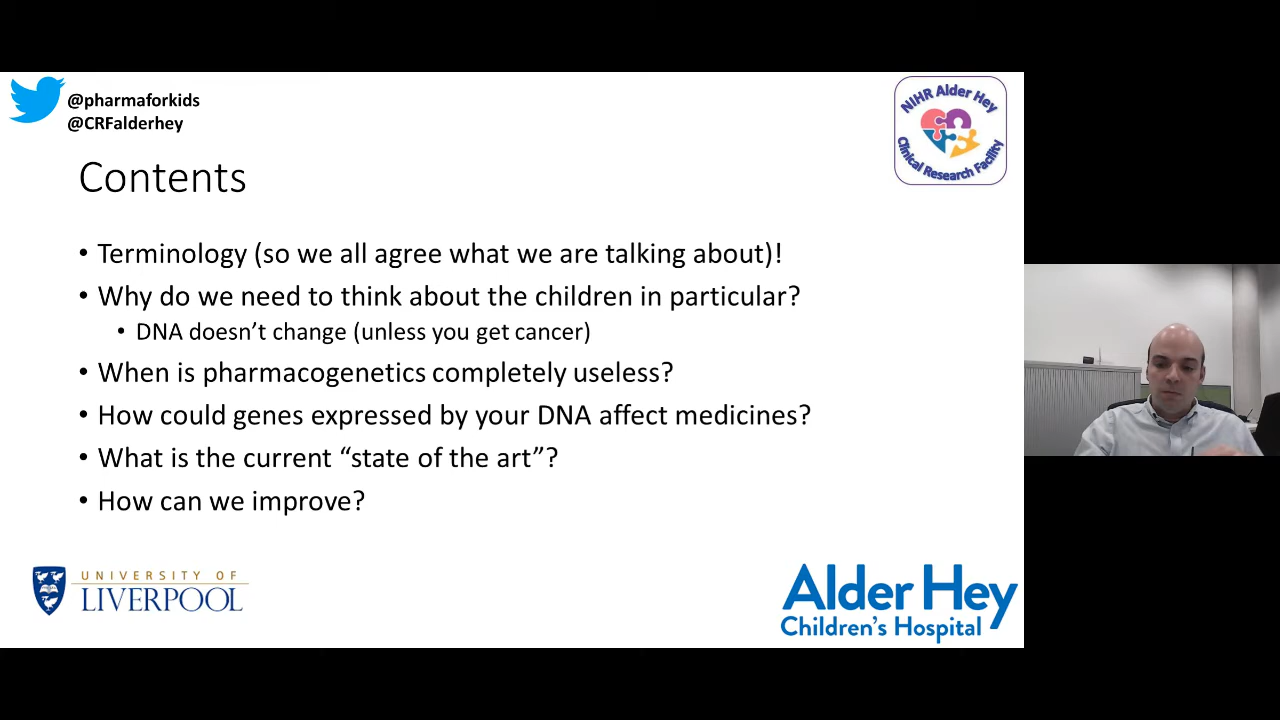 @pharmaforkids
@CRFalderhey
NIHR Alder Hey
Clinical Research Facility
Contents
• Terminology (so we all agree what we are talking about)!
• Why do we need to think about the children in particular?
• DNA doesn’t change (unless you get cancer)
• When is pharmacogenetics completely useless?
• How could genes expressed by your DNA affect medicines?
• What is the current “state of the art”?
• How can we improve?
UNIVERSITY OF
LIVERPOOL
Alder Hey
Children’s Hospital